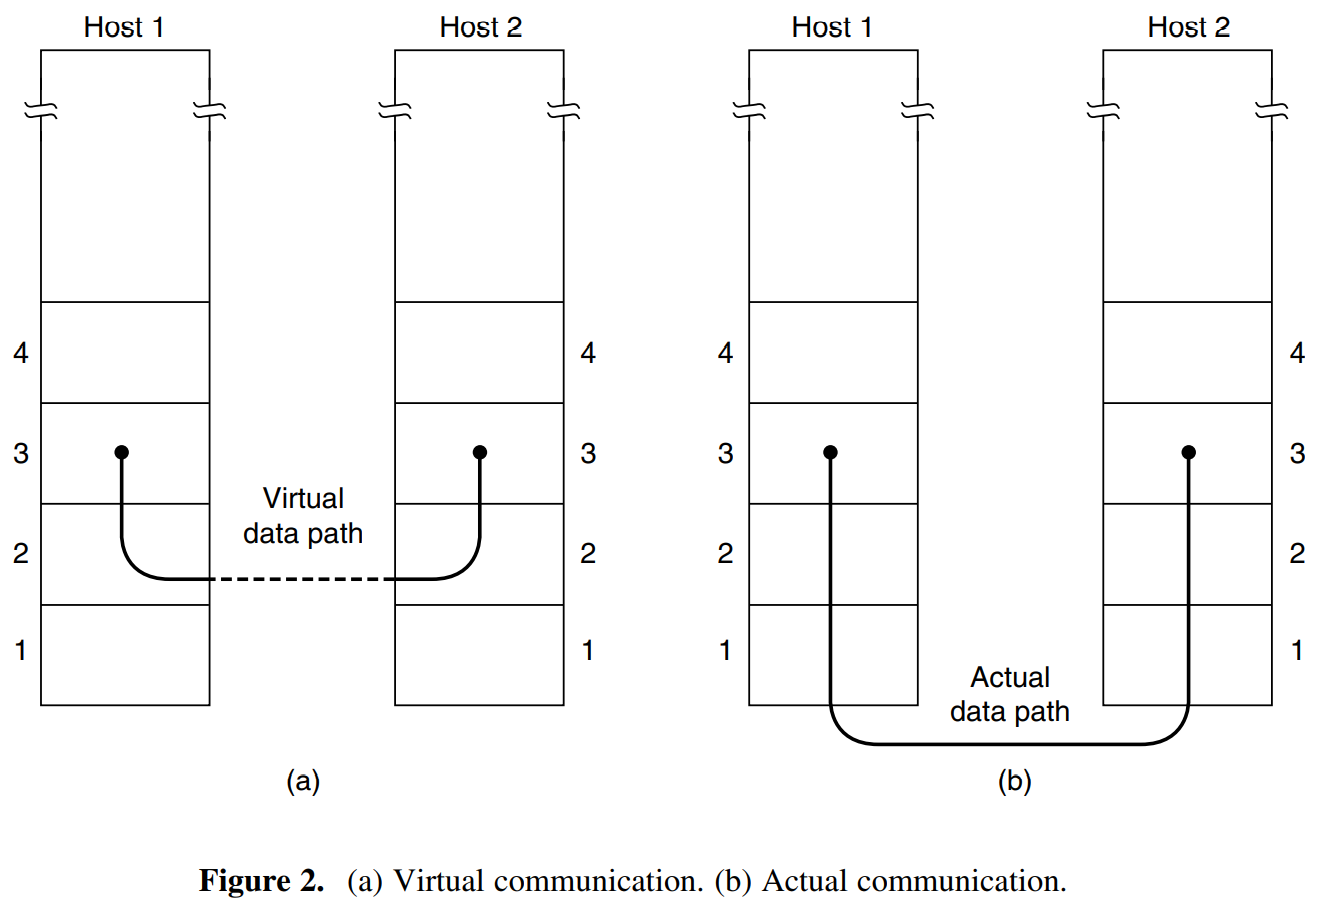 Host 1
Host 2
4
4
3
3
Virtual
data path
2
2
1
1
(a)
Host 1
Host 2
4
4
3
3
2
2
1
1
Actual
data path
(b)
Figure 2. (a) Virtual communication. (b) Actual communication.